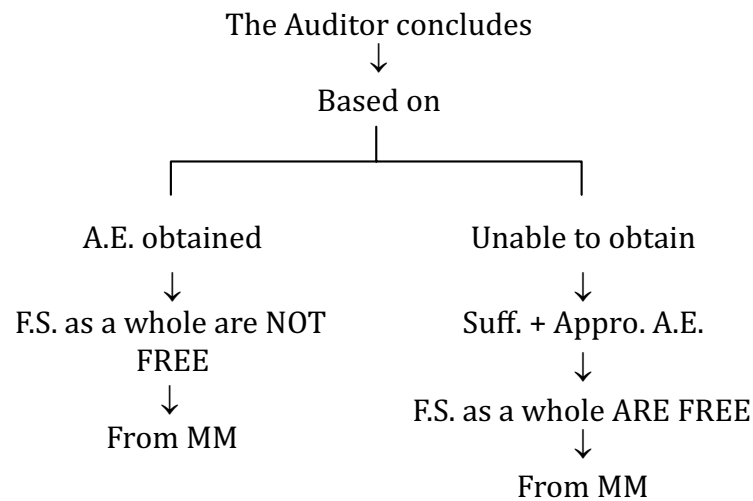 The Auditor concludes
↓
Based on
A.E. obtained
↓
F.S. as a whole are NOT
FREE
↓
From MM
Unable to obtain
↓
Suff. + Appro. A.E.
↓
F.S. as a whole ARE FREE
↓
From MM